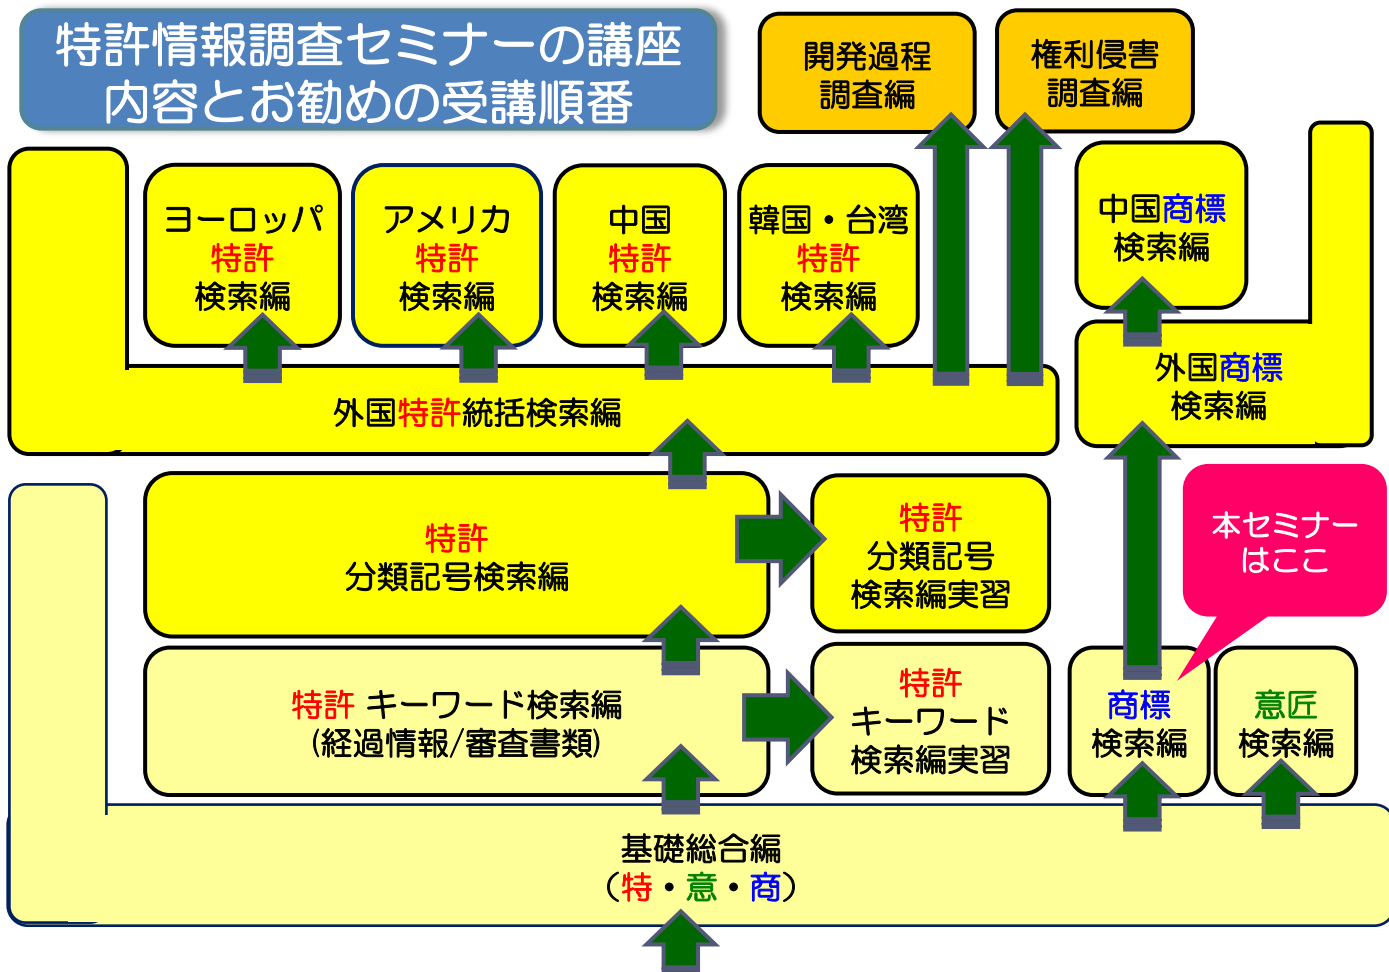 特許情報調査セミナーの講座
内容とお勧めの受講順番
開発過程
調査編
権利侵害
調査編
ヨーロッパ
特許
検索編
アメリカ
特許
検索編
中国
特許
検索編
韓国・台湾
特許
検索編
中国商標
検索編
外国商標
検索編
外国特許統括検索編
特許
分類記号検索編
特許
分類記号
検索編実習
本セミナー
はここ
特許 キーワード検索編
(経過情報/審査書類)
特許
キーワード
検索編実習
商標
検索編
意匠
検索編
基礎総合編
（特・意・商）